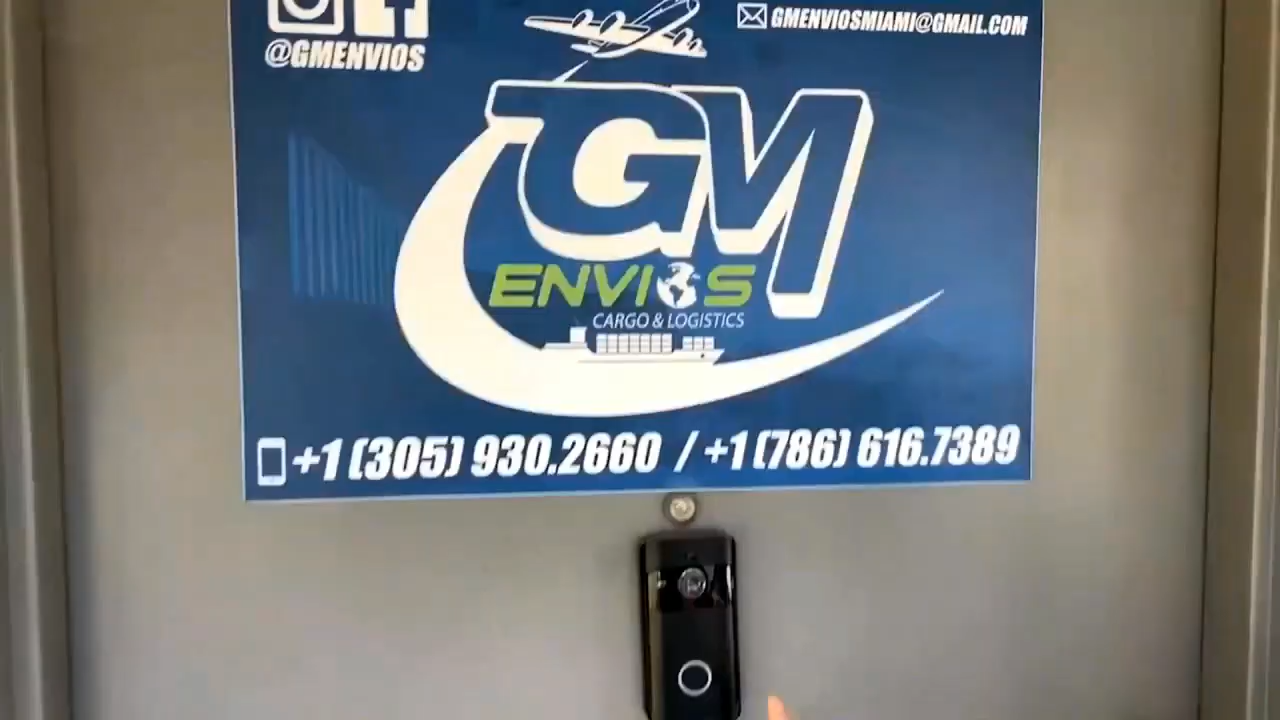 @GMENVIOS
GMENVIOSMIAMI@GMAIL.COM
GM
ENVIOS
CARGO & LOGISTICS
+1 (305) 930.2660 / +1 (786) 616.7389